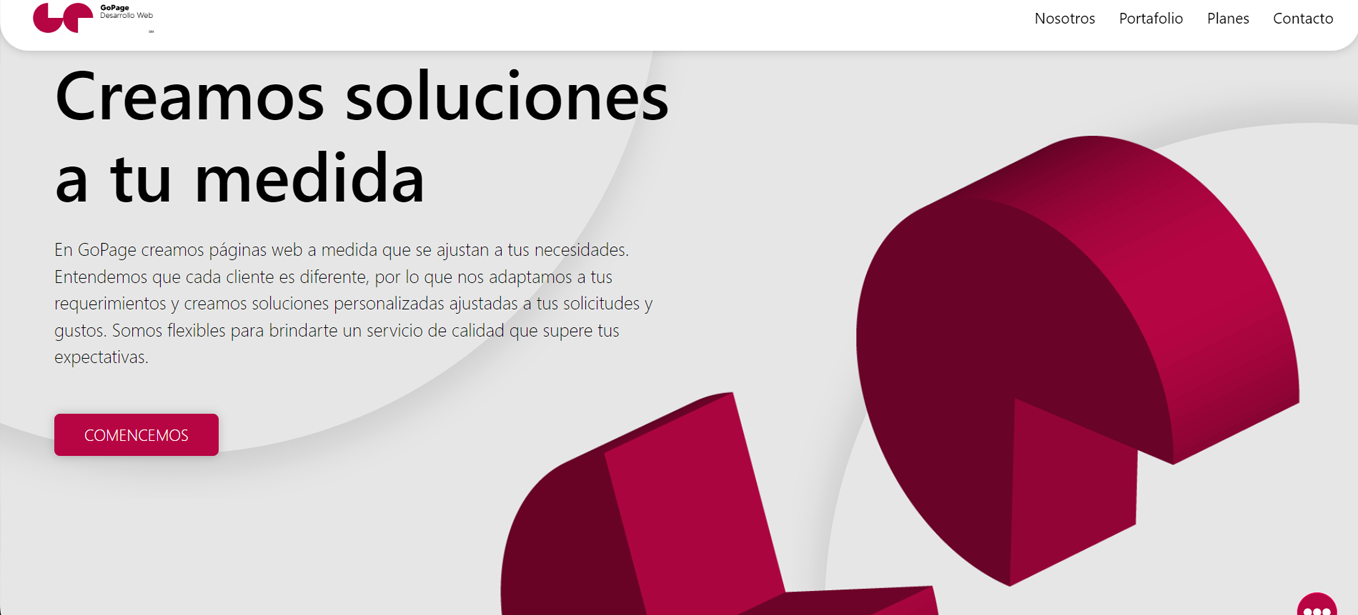 GoPage
Desarrollo Web
Nosotros Portafolio Planes Contacto
Creamos soluciones
a tu medida
En GoPage creamos páginas web a medida que se ajustan a tus necesidades.
Entendemos que cada cliente es diferente, por lo que nos adaptamos a tus
requerimientos y creamos soluciones personalizadas ajustadas a tus solicitudes y
gustos. Somos flexibles para brindarte un servicio de calidad que supere tus
expectativas.
COMENCEMOS